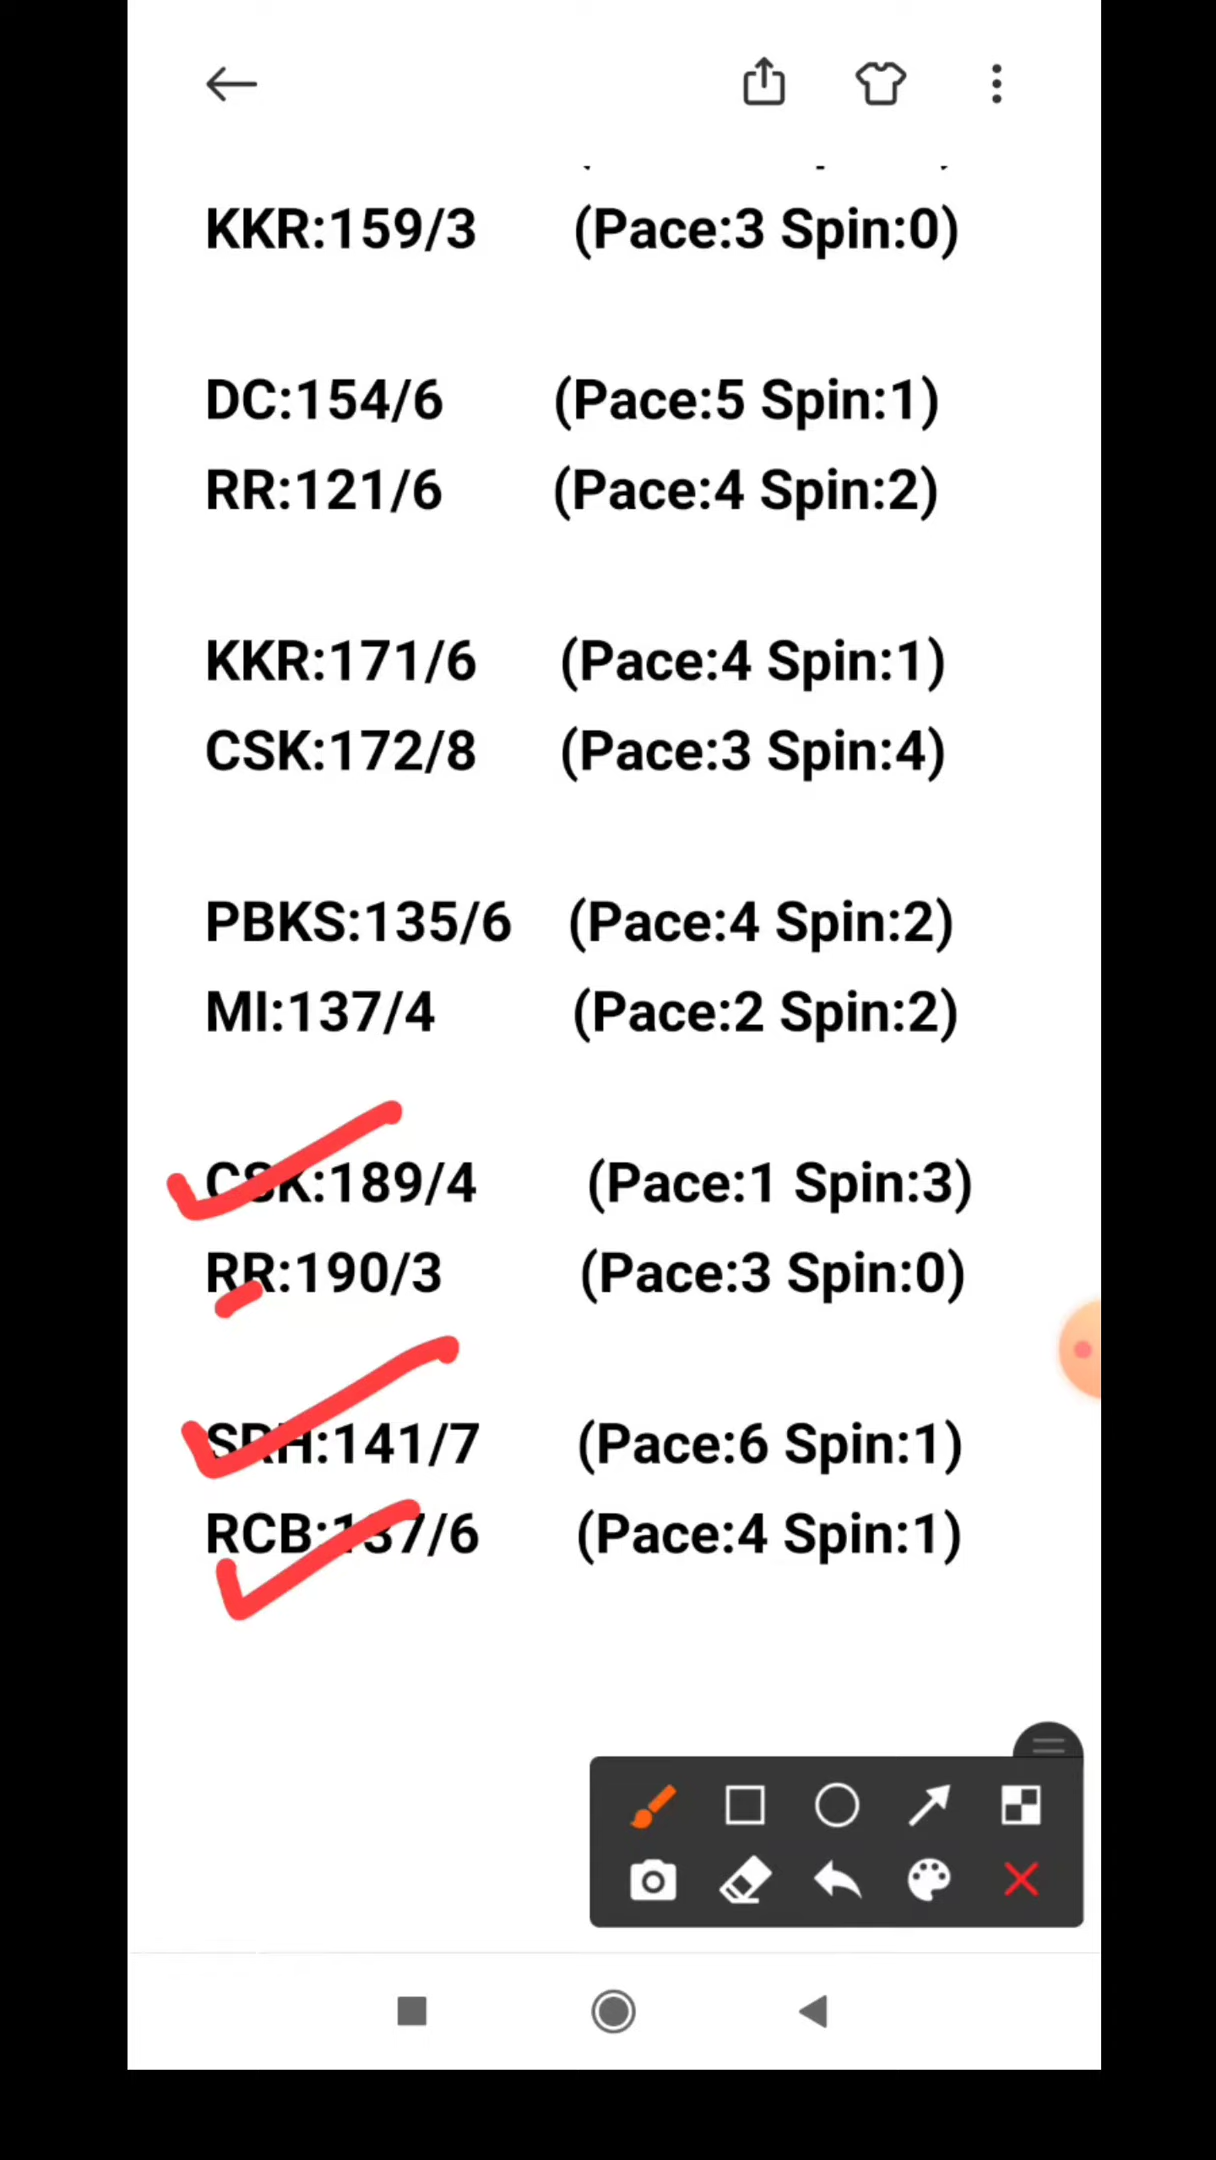 KKR:159/3 (Pace:3 Spin:0)
DC:154/6 (Pace:5 Spin:1)
RR:121/6 (Pace:4 Spin:2)
KKR:171/6 (Pace:4 Spin:1)
CSK:172/8 (Pace:3 Spin:4)
PBKS:135/6 (Pace:4 Spin:2)
MI:137/4 (Pace:2 Spin:2)
CSK:189/4 (Pace:1 Spin:3)
RR:190/3 (Pace:3 Spin:0)
SRH:141/7 (Pace:6 Spin:1)
RCB:137/6 (Pace:4 Spin:1)